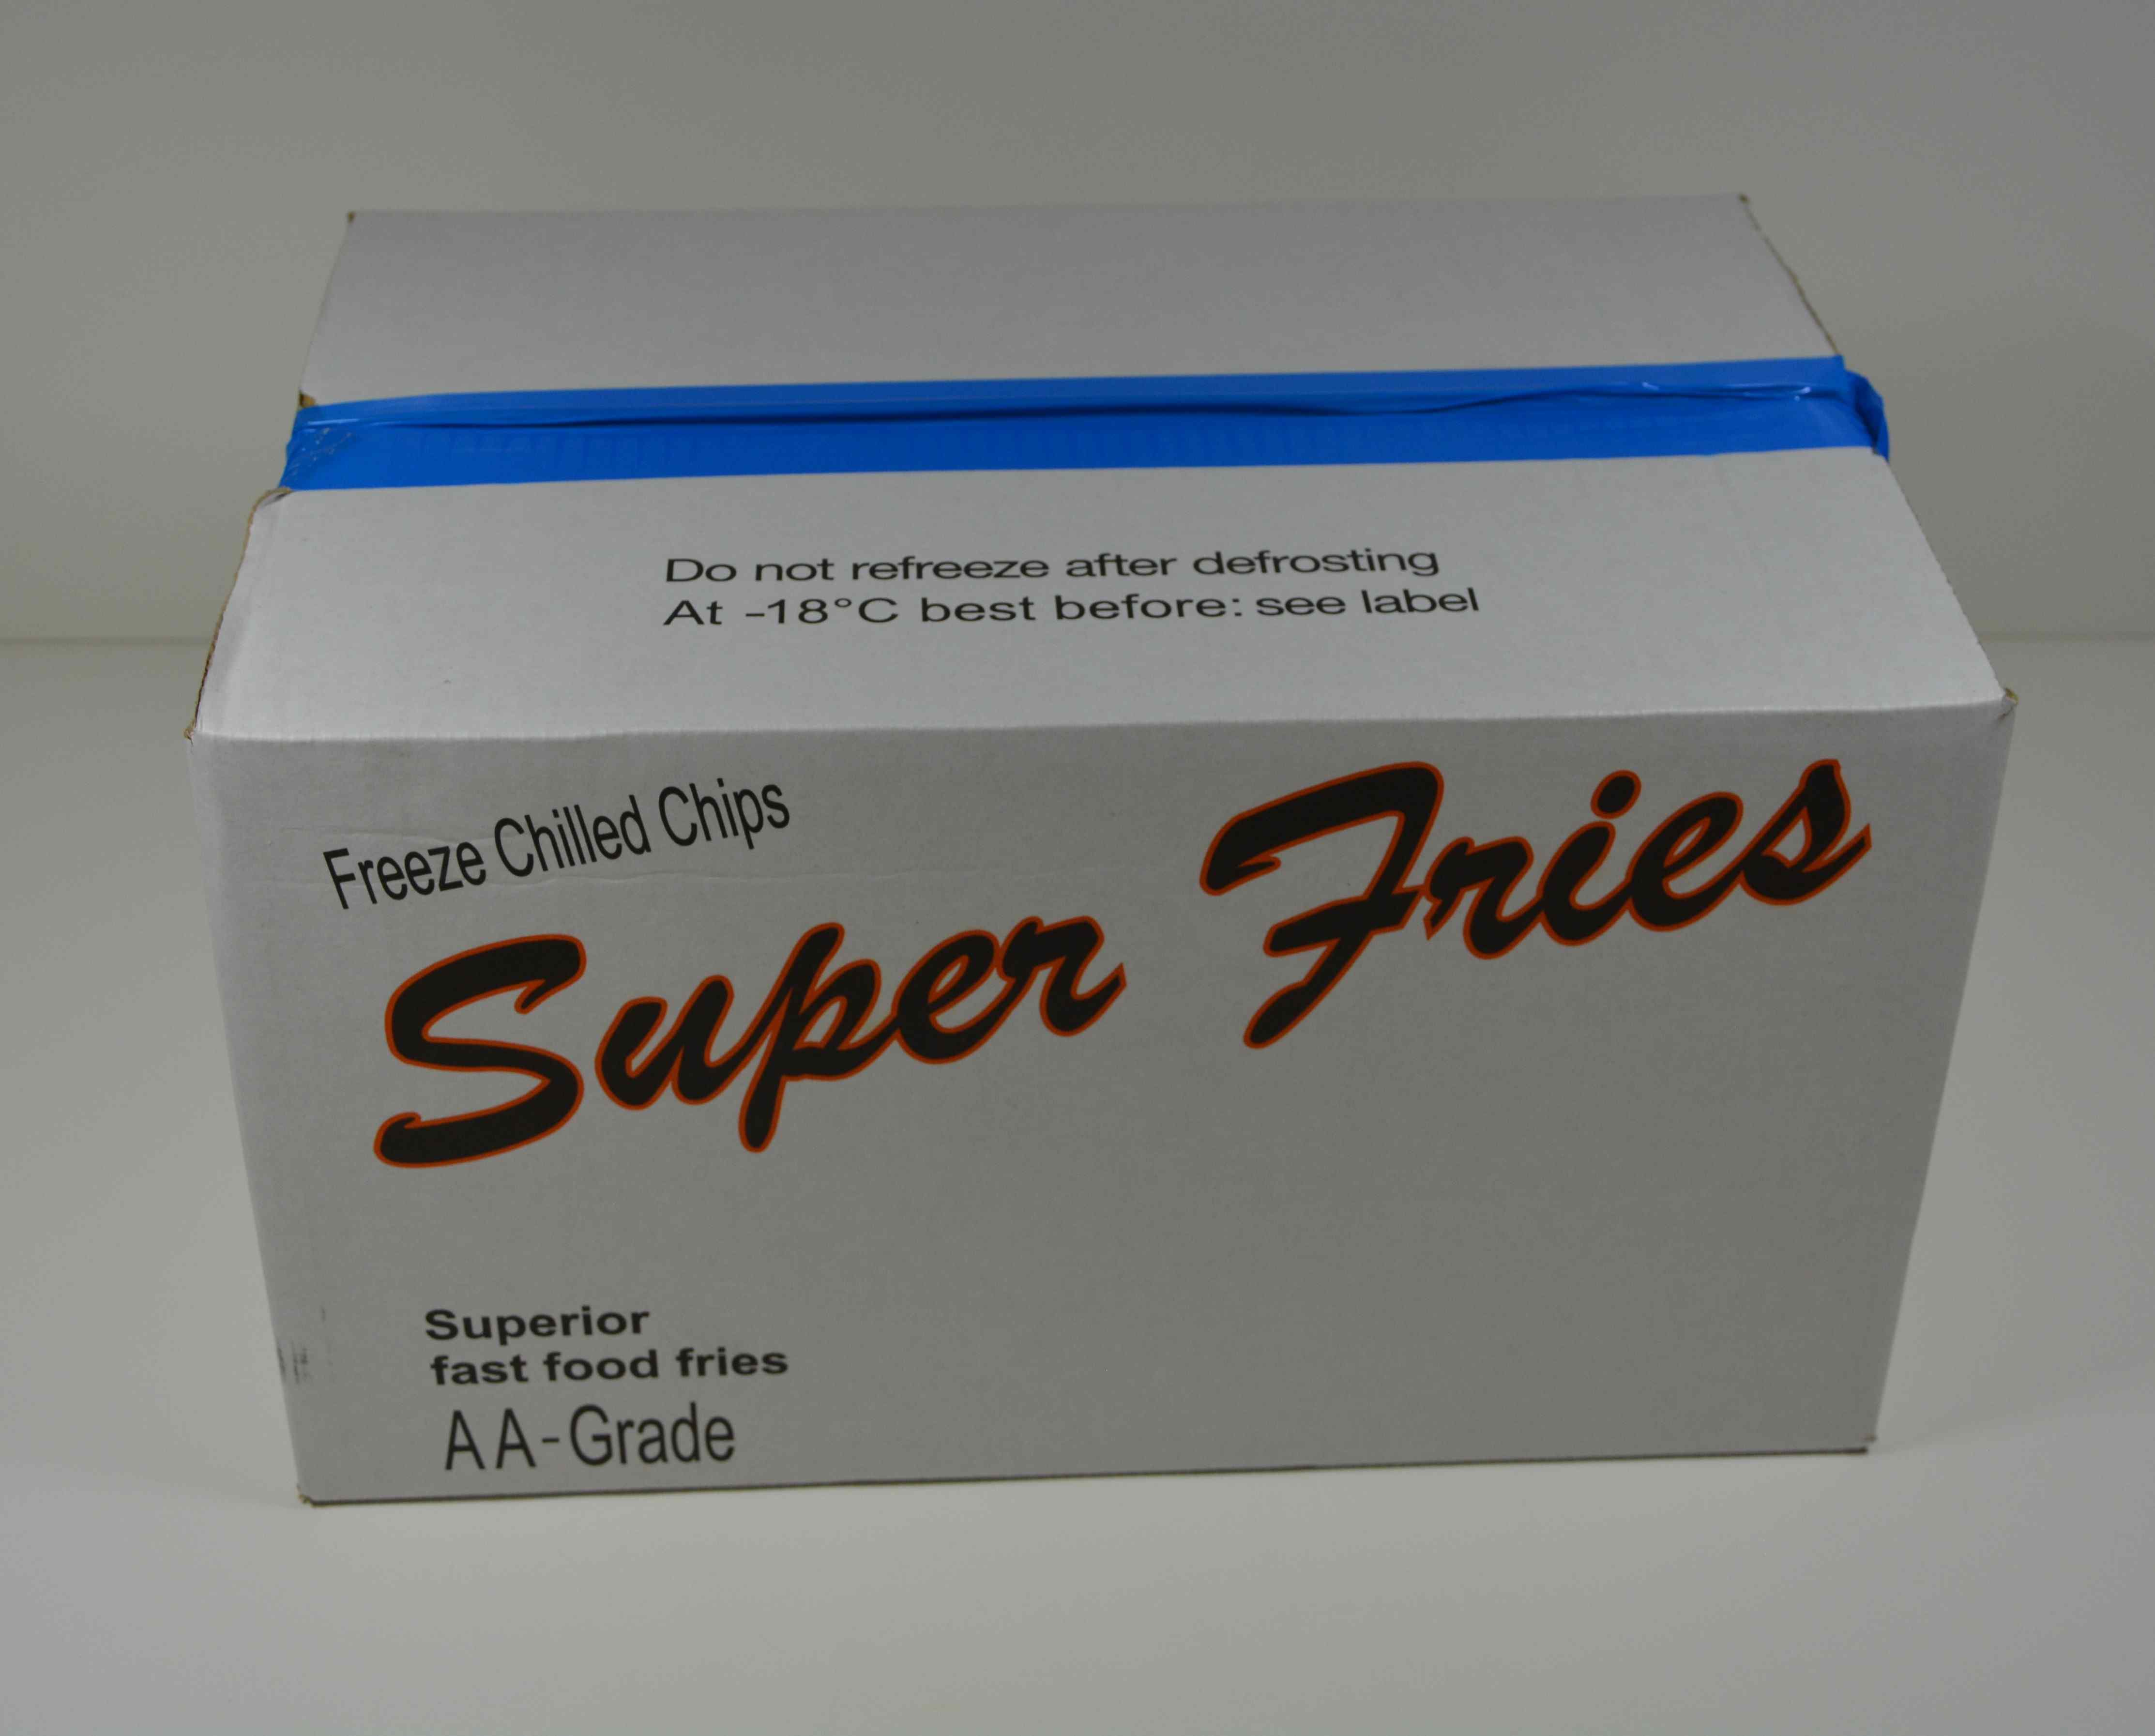 Do not refreeze after defrosting
At -18°C best before: see label
Freeze Chilled Chips
Super Fries
Superior
fast food fries
AA-Grade